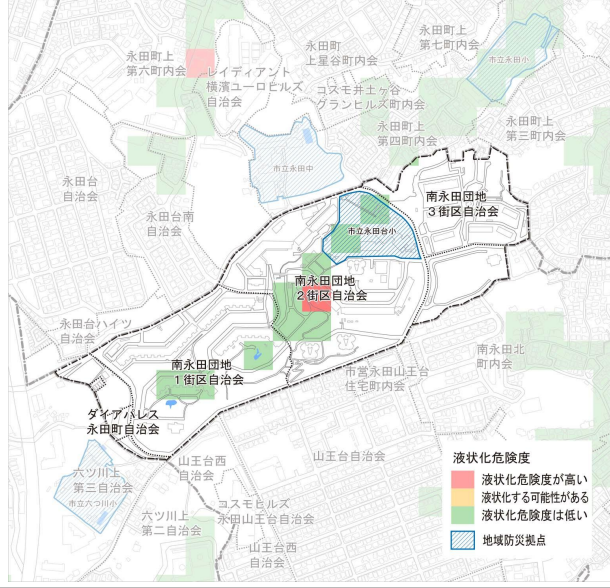 永田町上
第七町内会
市立永田小
永田町
上星谷町内会
永田町上
第六町内会
レイディアント
横濱ユーロヒルズ
自治会
コスモ井土ヶ谷
グランヒルズ町内会
永田町上
第三町内会
永田町上
第四町内会
市立永田中
永田台
自治会
永田台南
自治会
南永田団地
3街区自治会
市立永田台小
南永田団地
2街区自治会
永田台ハイツ
自治会
南永田団地
1街区自治会
南永田北
町内会
市営永田山王台
住宅町内会
ダイアパレス
永田町自治会
六ツ川上
第三自治会
市立六つ川小
山王台西
自治会
山王台自治会
コスモヒルズ
永田山王台自治会
六ツ川上
第二自治会
山王台西
自治会
液状化危険度
液状化危険度が高い
液状化する可能性がある
液状化危険度は低い
地域防災拠点